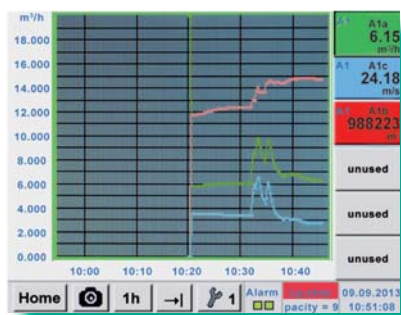 m³/h
18.000
16.000
14.000
12.000
10.000
8.000
6.000
4.000
2.000
0.000
10:00 10:10 10:20 10:30 10:40
A1 A1a
6.15
m³/h
A1 A1c
24.18
m/s
A1 A1b
988223
unused
unused
unused
Home 1h →| 1 Alarm
pacity = 9
09.09.2013
10:51:08